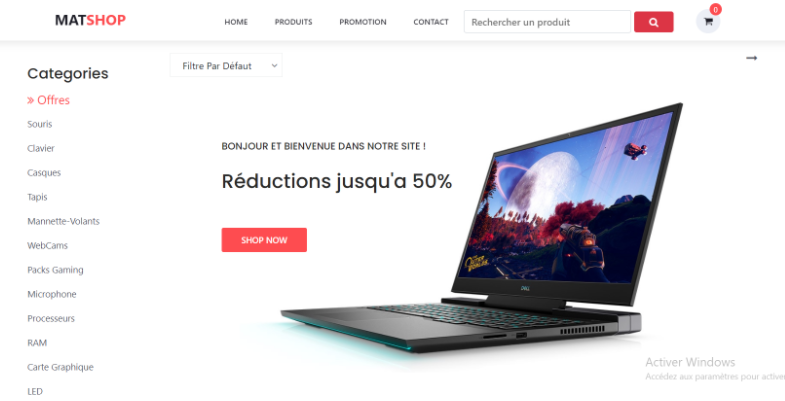 MATSHOP
HOME PRODUITS PROMOTION CONTACT
Rechercher un produit
0
Categories
» Offres
Souris
Clavier
Casques
Tapis
Mannette-Volants
WebCams
Packs Gaming
Microphone
Processeurs
RAM
Carte Graphique
LED
Filtre Par Défaut
BONJOUR ET BIENVENUE DANS NOTRE SITE !
Réductions jusqu'a 50%
SHOP NOW
DELL
Activer Windows
Accédez aux paramètres pour activer